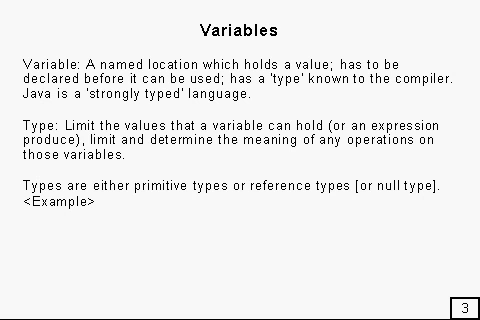 Variables
Variable: A named location which holds a value; has to be
declared before it can be used; has a 'type' known to the compiler.
Java is a 'strongly typed' language.
Type: Limit the values that a variable can hold (or an expression
produce), limit and determine the meaning of any operations on
those variables.
Types are either primitive types or reference types [or null type].
<Example>
3